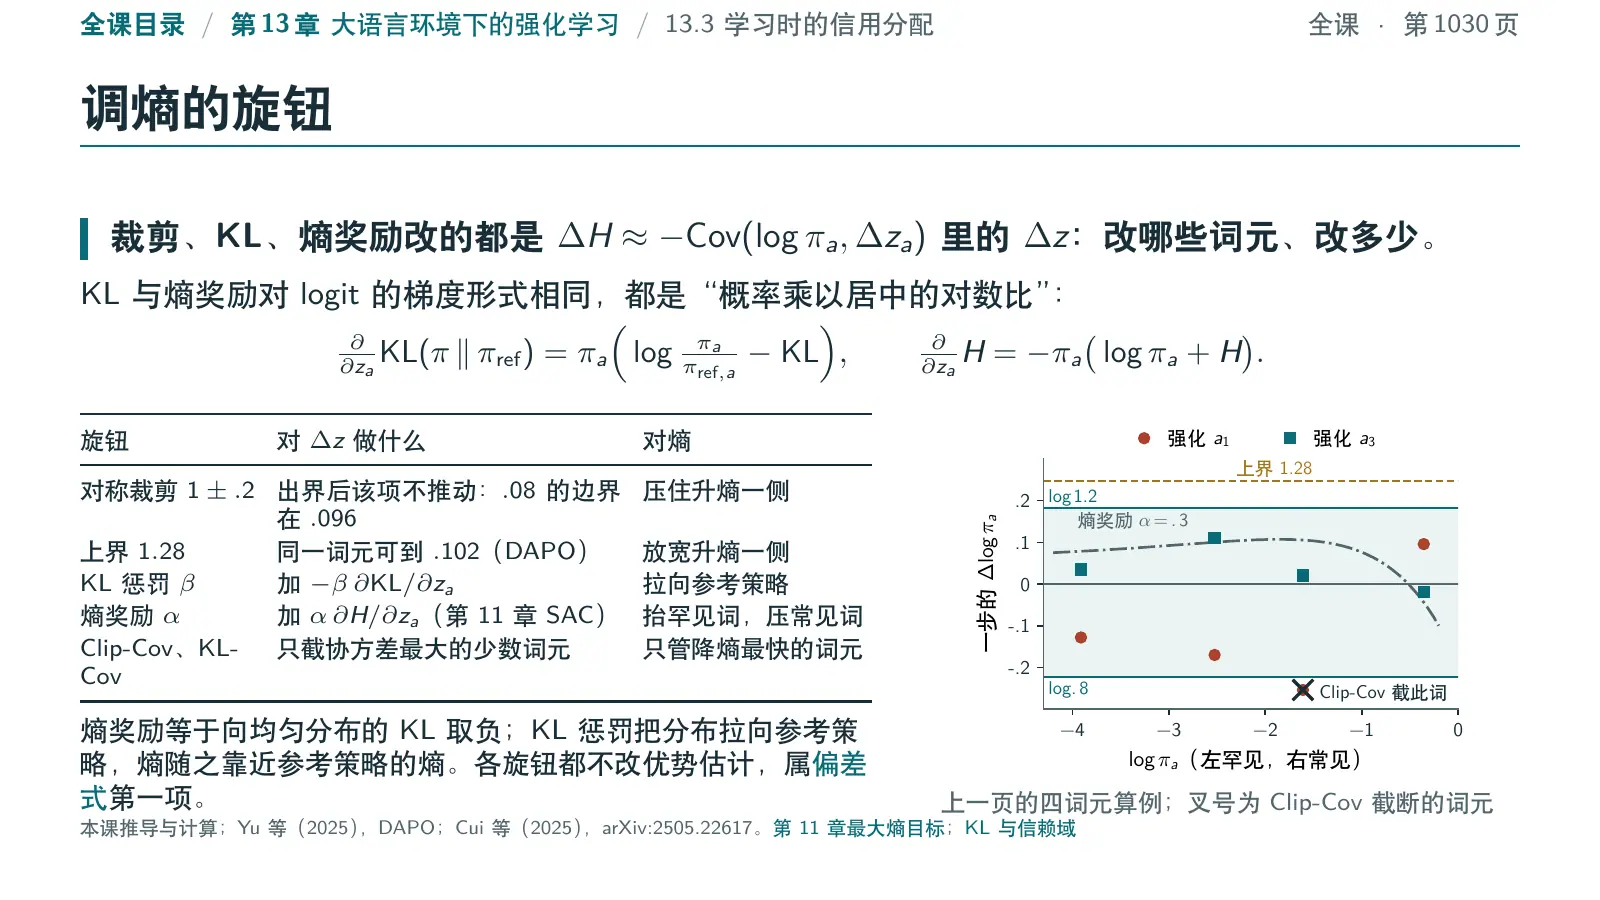 全课目录 / 第 13 章 大语言环境下的强化学习 / 13.3 学习时的信用分配
全课 · 第 1030 页
调熵的旋钮
裁剪、KL、熵奖励改的都是 ΔH ≈ −Cov(log πₐ, Δzₐ) 里的 Δz：改哪些词元、改多少。
KL 与熵奖励对 logit 的梯度形式相同，都是“概率乘以居中的对数比”：
∂/∂zₐ KL(π ∥ π_ref) = πₐ(log πₐ/π_ref,a − KL), ∂/∂zₐ H = −πₐ(log πₐ + H).
旋钮 对 Δz 做什么 对熵
对称裁剪 1 ± .2 出界后该项不推动：.08 的边界 压住升熵一侧
在 .096
上界 1.28 同一词元可到 .102（DAPO） 放宽升熵一侧
KL 惩罚 β 加 −β ∂KL/∂zₐ 拉向参考策略
熵奖励 α 加 α ∂H/∂zₐ（第 11 章 SAC） 抬罕见词，压常见词
Clip-Cov、KL- 只截协方差最大的少数词元 只管降熵最快的词元
Cov
熵奖励等于向均匀分布的 KL 取负；KL 惩罚把分布拉向参考策
略，熵随之靠近参考策略的熵。各旋钮都不改优势估计，属偏差
式第一项。
强化 a₁ 强化 a₃
上界 1.28
log 1.2
熵奖励 α = .3
log .8
Clip-Cov 截此词
.2
.1
0
-.1
-.2
一步的 Δlog πₐ
−4 −3 −2 −1 0
log πₐ（左罕见，右常见）
上一页的四词元算例；叉号为 Clip-Cov 截断的词元
本课推导与计算；Yu 等（2025），DAPO；Cui 等（2025），arXiv:2505.22617。第 11 章最大熵目标；KL 与信赖域